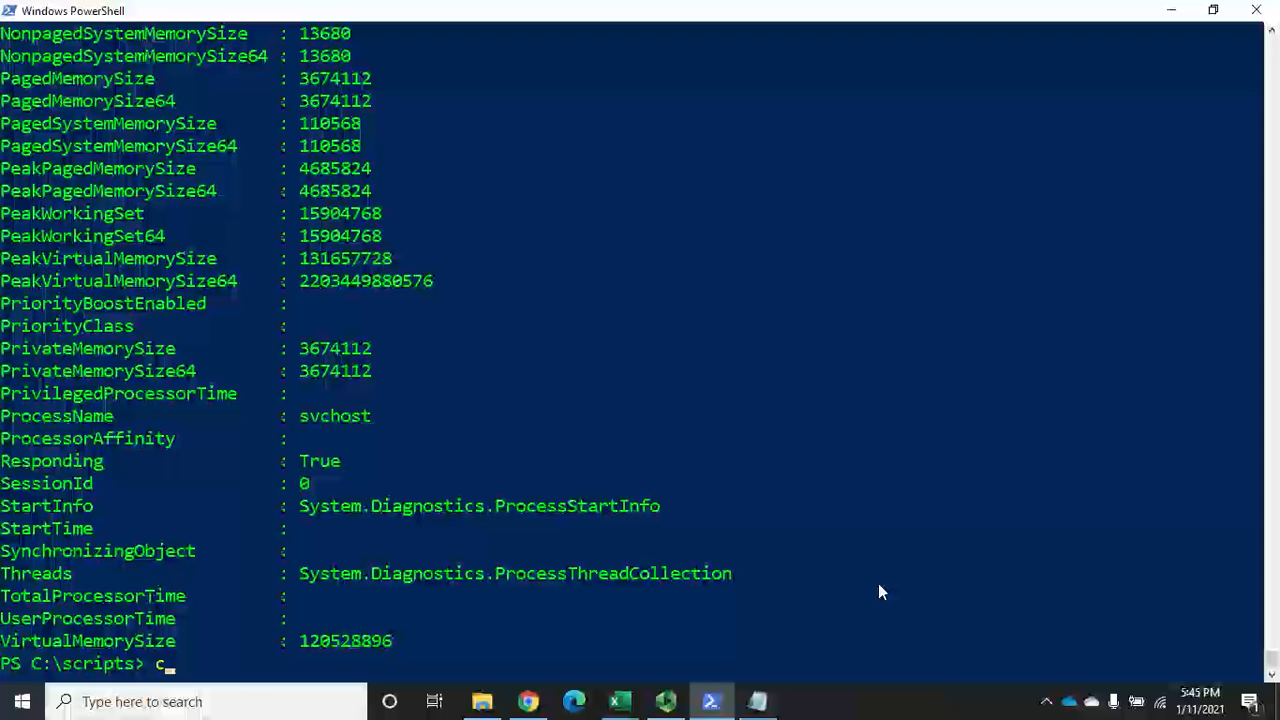 Windows PowerShell
NonpagedSystemMemorySize : 13680
NonpagedSystemMemorySize64 : 13680
PagedMemorySize : 3674112
PagedMemorySize64 : 3674112
PagedSystemMemorySize : 110568
PagedSystemMemorySize64 : 110568
PeakPagedMemorySize : 4685824
PeakPagedMemorySize64 : 4685824
PeakWorkingSet : 15904768
PeakWorkingSet64 : 15904768
PeakVirtualMemorySize : 131657728
PeakVirtualMemorySize64 : 2203449880576
PriorityBoostEnabled :
PriorityClass :
PrivateMemorySize : 3674112
PrivateMemorySize64 : 3674112
PrivilegedProcessorTime :
ProcessName : svchost
ProcessorAffinity :
Responding : True
SessionId : 0
StartInfo : System.Diagnostics.ProcessStartInfo
StartTime :
SynchronizingObject :
Threads : System.Diagnostics.ProcessThreadCollection
TotalProcessorTime :
UserProcessorTime :
VirtualMemorySize : 120528896
PS C:\scripts> c_
Type here to search
5:45 PM
1/11/2021